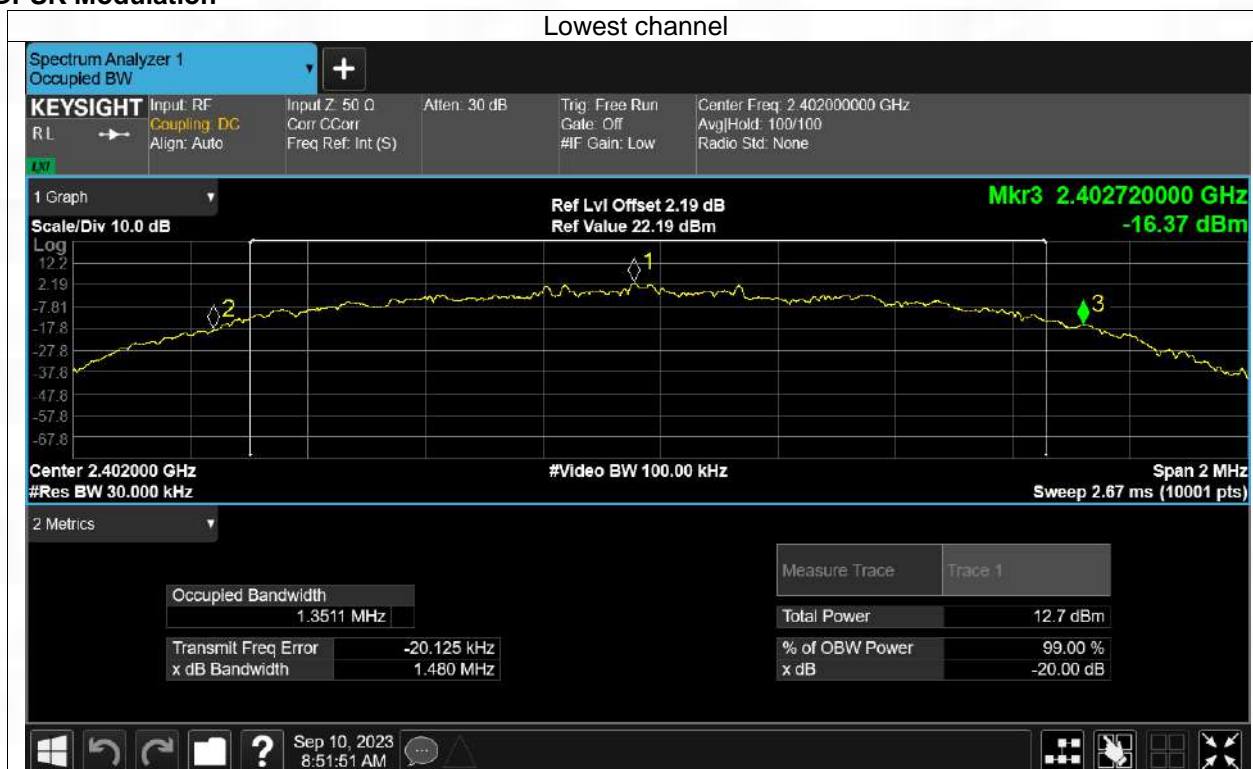 Lowest channel
Spectrum Analyzer 1
Occupied BW
+
KEYSIGHT
RL
LXI
Input: RF
Coupling: DC
Align: Auto
Input Z: 50 Ω
Corr CCorr
Freq Ref: Int (S)
Atten: 30 dB
Trig: Free Run
Gate: Off
#IF Gain: Low
Center Freq: 2.402000000 GHz
Avg|Hold: 100/100
Radio Std: None
1 Graph
Scale/Div 10.0 dB
Ref Lvl Offset 2.19 dB
Ref Value 22.19 dBm
Mkr3 2.402720000 GHz
-16.37 dBm
Log
12.2
2.19
-7.81
-17.8
-27.8
-37.8
-47.8
-57.8
-67.8
1
2
3
Center 2.402000 GHz
#Res BW 30.000 kHz
#Video BW 100.00 kHz
Span 2 MHz
Sweep 2.67 ms (10001 pts)
2 Metrics
Measure Trace Trace 1
Occupied Bandwidth
1.3511 MHz
Total Power 12.7 dBm
Transmit Freq Error -20.125 kHz
% of OBW Power 99.00 %
x dB Bandwidth 1.480 MHz
x dB -20.00 dB
?
Sep 10, 2023
8:51:51 AM